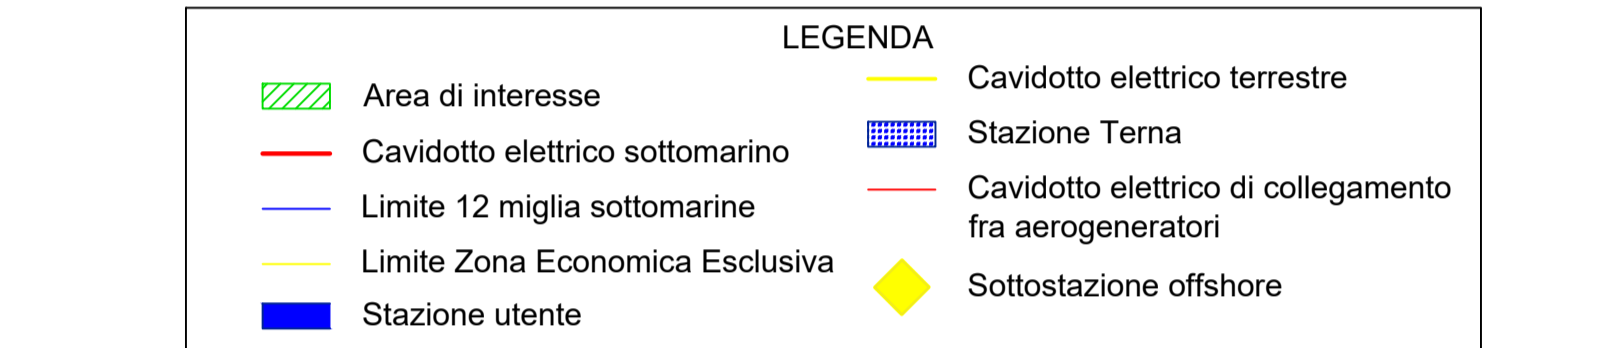 LEGENDA
Area di interesse
Cavidotto elettrico sottomarino
Limite 12 miglia sottomarine
Limite Zona Economica Esclusiva
Stazione utente
Cavidotto elettrico terrestre
Stazione Terna
Cavidotto elettrico di collegamento
fra aerogeneratori
Sottostazione offshore